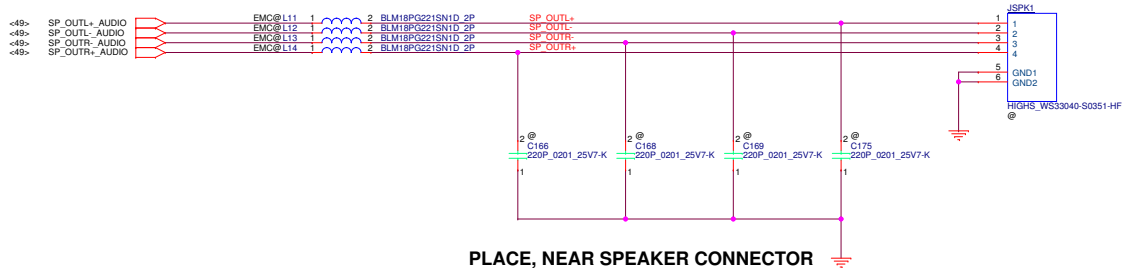 JSPK1
<49> SP_OUTL+_AUDIO EMC@ L11 1 2 BLM18PG221SN1D_2P SP_OUTL+ 1 1
<49> SP_OUTL-_AUDIO EMC@ L12 1 2 BLM18PG221SN1D_2P SP_OUTL- 2 2
<49> SP_OUTR-_AUDIO EMC@ L13 1 2 BLM18PG221SN1D_2P SP_OUTR- 3 3
<49> SP_OUTR+_AUDIO EMC@ L14 1 2 BLM18PG221SN1D_2P SP_OUTR+ 4 4
5 GND1
6 GND2
HIGHS_WS33040-S0351-HF
@
2 @ 2 @ 2 @ 2 @
C166 C168 C169 C175
220P_0201_25V7-K 220P_0201_25V7-K 220P_0201_25V7-K 220P_0201_25V7-K
1 1 1 1
PLACE, NEAR SPEAKER CONNECTOR